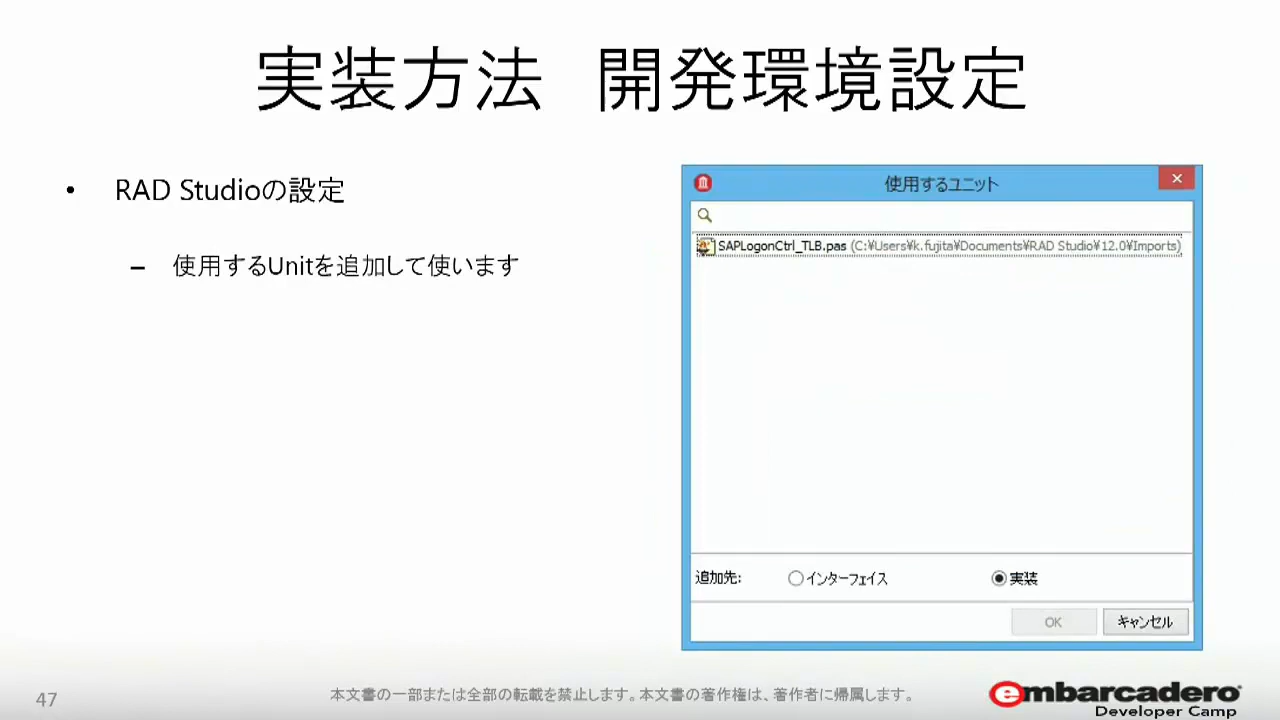 実装方法　開発環境設定
• RAD Studioの設定
– 使用するUnitを追加して使います
使用するユニット
SAPLogonCtrl_TLB.pas (C:¥Users¥k.fujita¥Documents¥RAD Studio¥12.0¥Imports)
追加先: インターフェイス 実装
OK キャンセル
47
本文書の一部または全部の転載を禁止します。本文書の著作権は、著作者に帰属します。
embarcadero
Developer Camp